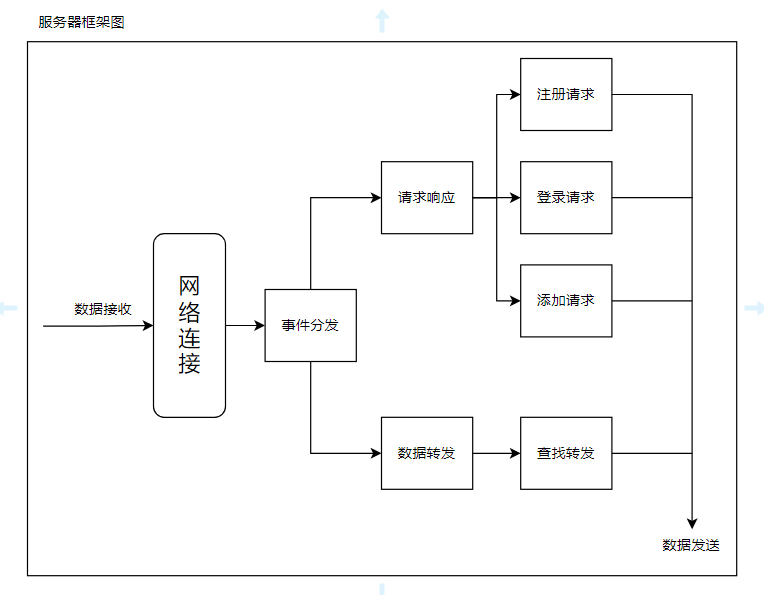 服务器框架图
注册请求
请求响应
登录请求
添加请求
数据接收
网络连接
事件分发
数据转发
查找转发
数据发送